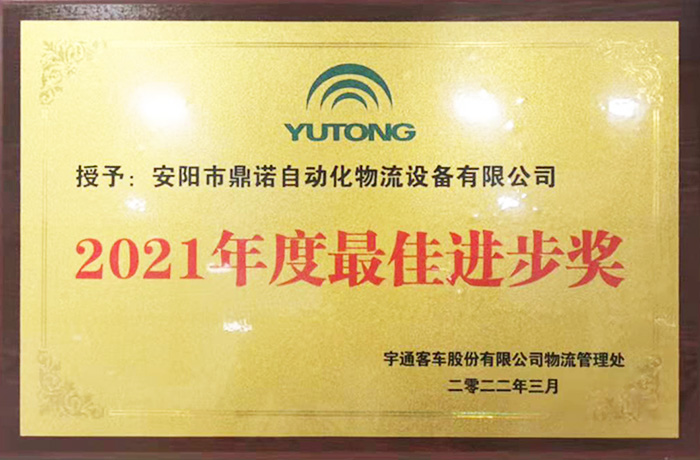 YUTONG
授予：安阳市鼎诺自动化物流设备有限公司
2021年度最佳进步奖
宇通客车股份有限公司物流管理处
二零二二年三月